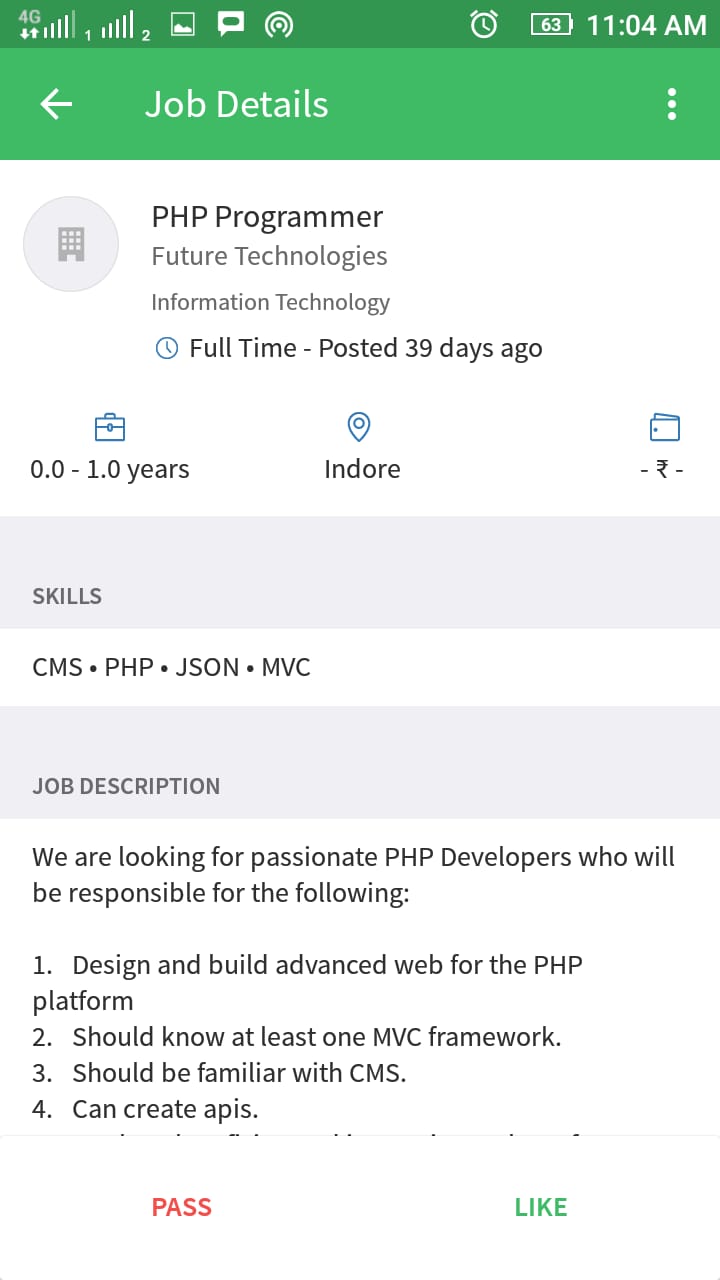 4G 1 2 63 11:04 AM
Job Details
PHP Programmer
Future Technologies
Information Technology
Full Time - Posted 39 days ago
0.0 - 1.0 years Indore - ₹ -
SKILLS
CMS • PHP • JSON • MVC
JOB DESCRIPTION
We are looking for passionate PHP Developers who will
be responsible for the following:
1. Design and build advanced web for the PHP
platform
2. Should know at least one MVC framework.
3. Should be familiar with CMS.
4. Can create apis.
PASS LIKE